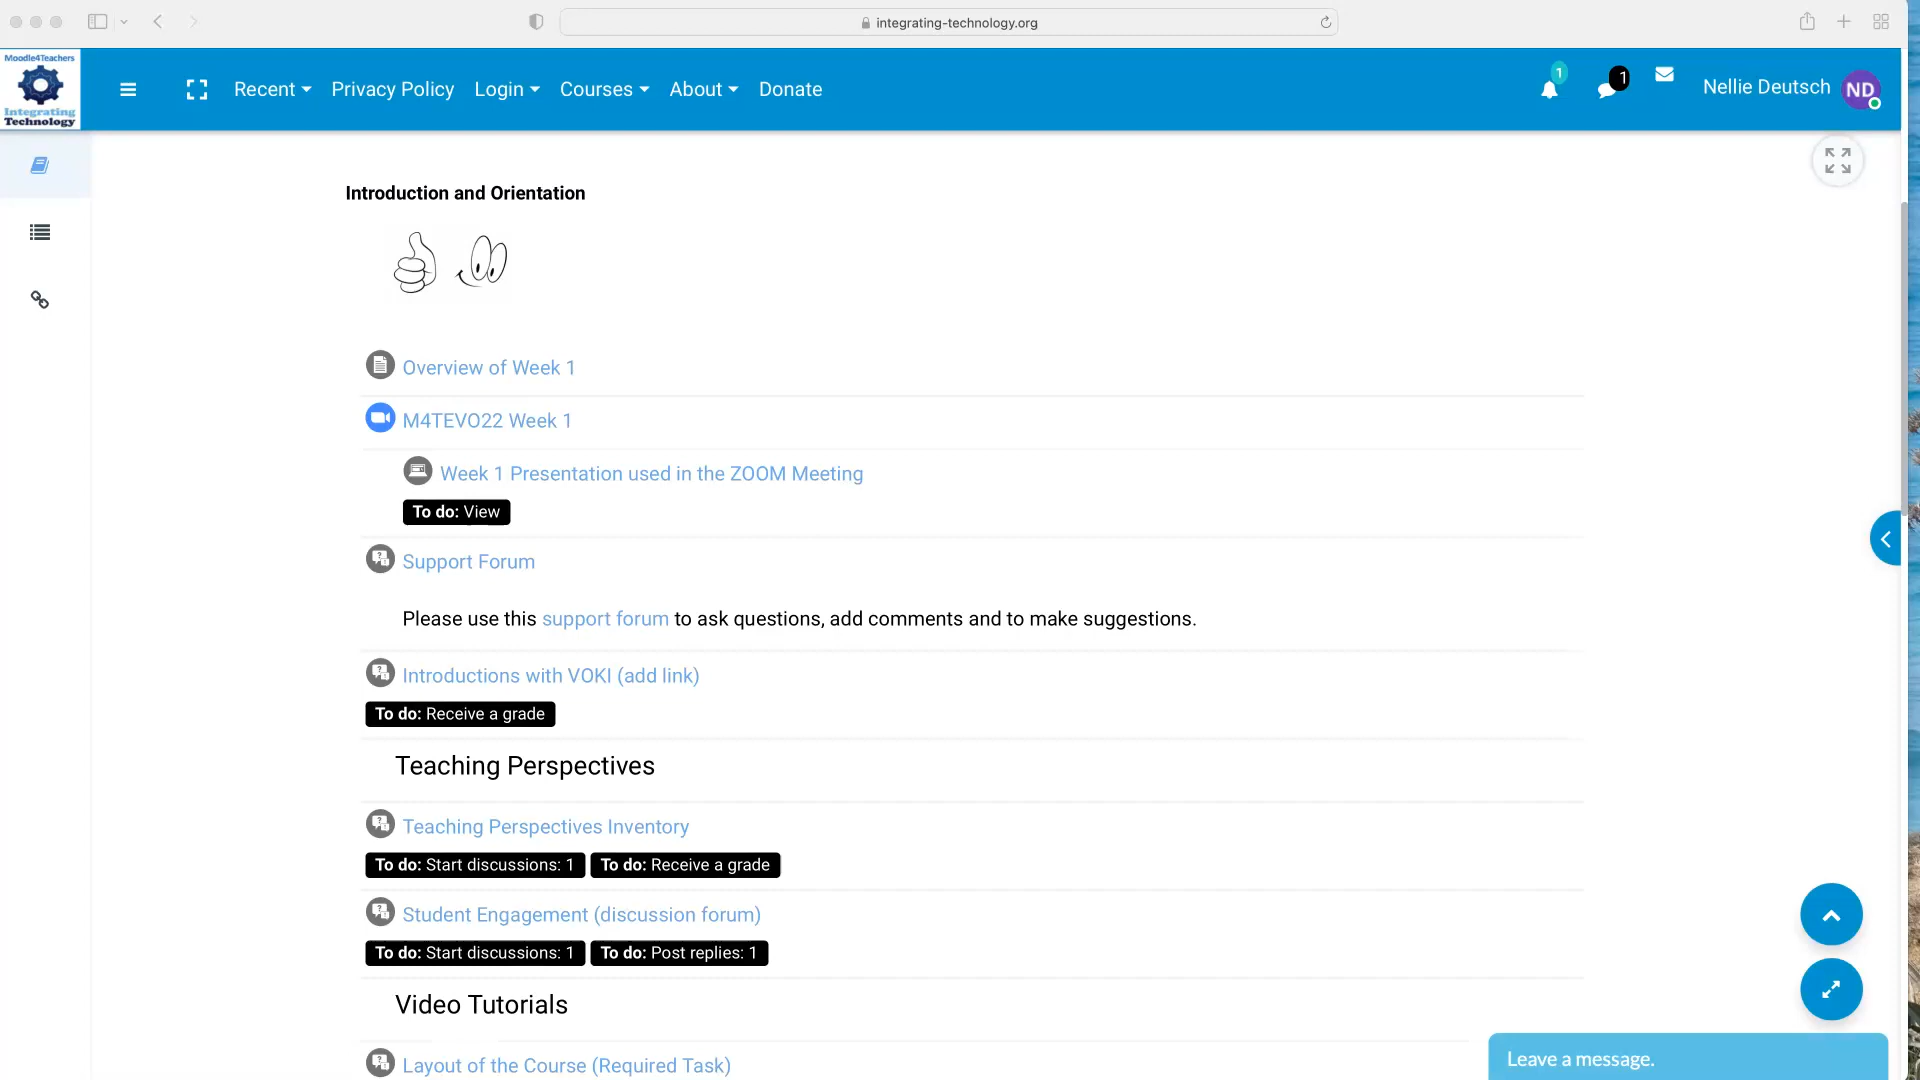 integrating-technology.org
Moodle4Teachers
Integrating
Technology
Recent
Privacy Policy
Login
Courses
About
Donate
1
1
Nellie Deutsch
ND
Introduction and Orientation
Overview of Week 1
M4TEVO22 Week 1
Week 1 Presentation used in the ZOOM Meeting
To do: View
Support Forum
Please use this support forum to ask questions, add comments and to make suggestions.
Introductions with VOKI (add link)
To do: Receive a grade
Teaching Perspectives
Teaching Perspectives Inventory
To do: Start discussions: 1 To do: Receive a grade
Student Engagement (discussion forum)
To do: Start discussions: 1 To do: Post replies: 1
Video Tutorials
Layout of the Course (Required Task)
Leave a message.